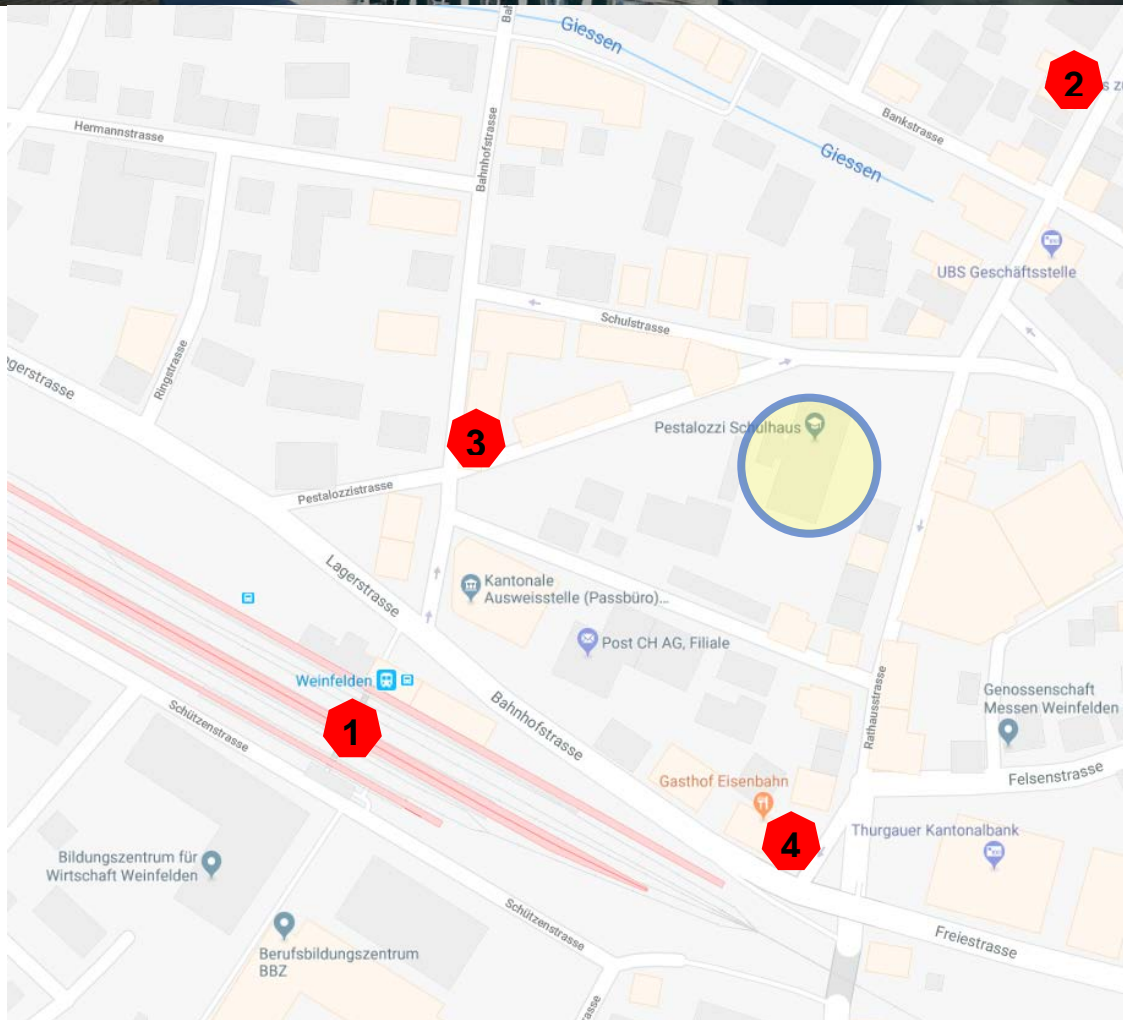 Giessen
2
s zu
Bankstrasse
Hermannstrasse
Bahnhofstrasse
Giessen
UBS Geschäftsstelle
Schulstrasse
Ringstrasse
gerstrasse
3
Pestalozzi Schulhaus
Pestalozzistrasse
Lagerstrasse
Kantonale
Ausweisstelle (Passbüro)...
Post CH AG, Filiale
Weinfelden
Rathausstrasse
Genossenschaft
Messen Weinfelden
1
Schützenstrasse
Bahnhofstrasse
Gasthof Eisenbahn
Felsenstrasse
4
Thurgauer Kantonalbank
Bildungszentrum für
Wirtschaft Weinfelden
Schützenstrasse
Freiestrasse
Berufsbildungszentrum
BBZ